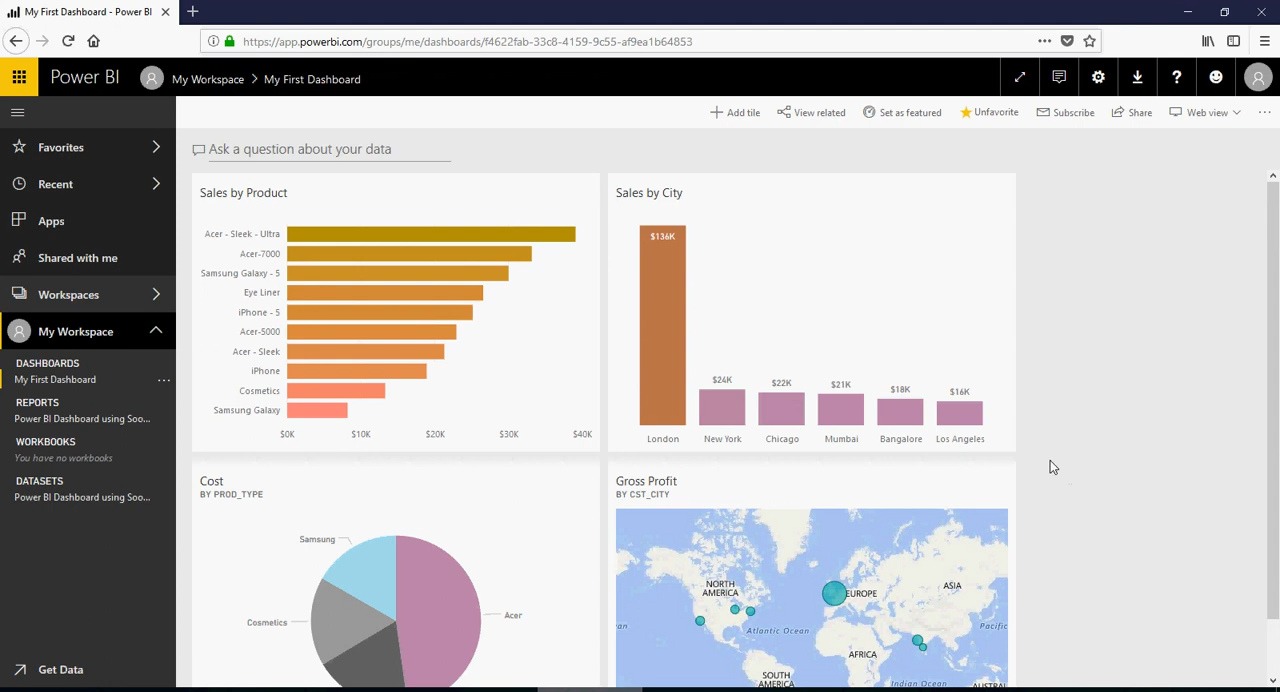 My First Dashboard - Power BI
https://app.powerbi.com/groups/me/dashboards/f4622fab-33c8-4159-9c55-af9ea1b64853
Power BI My Workspace > My First Dashboard
Add tile View related Set as featured Unfavorite Subscribe Share Web view
Favorites
Recent
Apps
Shared with me
Workspaces
My Workspace
DASHBOARDS
My First Dashboard
REPORTS
Power BI Dashboard using Soo...
WORKBOOKS
You have no workbooks
DATASETS
Power BI Dashboard using Soo...
Get Data
Ask a question about your data
Sales by Product
Acer - Sleek - Ultra
Acer-7000
Samsung Galaxy - 5
Eye Liner
iPhone - 5
Acer-5000
Acer - Sleek
iPhone
Cosmetics
Samsung Galaxy
$0K $10K $20K $30K $40K
Sales by City
$136K
$24K $22K $21K $18K $16K
London New York Chicago Mumbai Bangalore Los Angeles
Cost
BY PROD_TYPE
Samsung
Acer
Cosmetics
Gross Profit
BY CST_CITY
NORTH
AMERICA
EUROPE
ASIA
Atlantic Ocean
Pacific
AFRICA
SOUTH
AMERICA
Indian Ocean